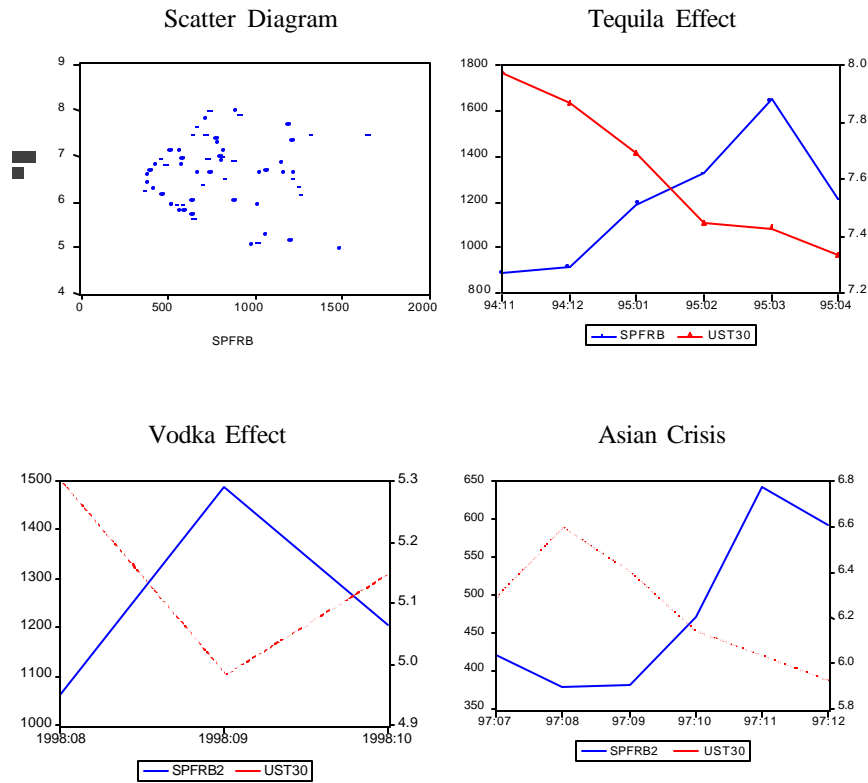 Scatter Diagram
9
8
7
6
5
4
0 500 1000 1500 2000
SPFRB
Tequila Effect
1800 8.0
1600 7.8
1400 7.6
1200
1000 7.4
800 7.2
94:11 94:12 95:01 95:02 95:03 95:04
SPFRB UST30
Vodka Effect
1500 5.3
1400
1300 5.2
1200 5.1
1100 5.0
1000 4.9
1998:08 1998:09 1998:10
SPFRB2 UST30
Asian Crisis
650 6.8
600 6.6
550
500 6.4
450 6.2
400 6.0
350 5.8
97:07 97:08 97:09 97:10 97:11 97:12
SPFRB2 UST30